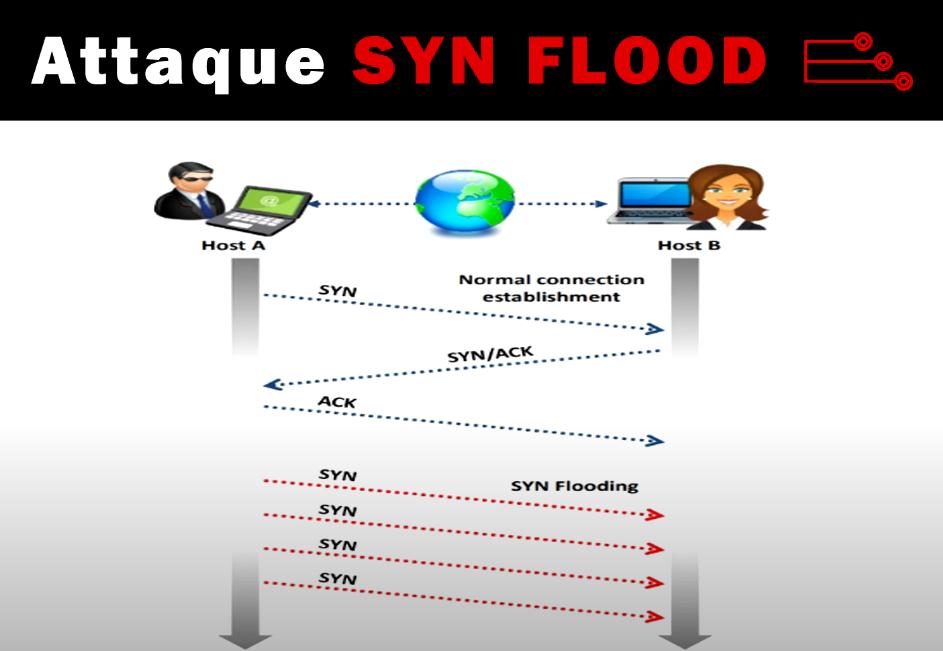 Attaque SYN FLOOD
@
Host A
Host B
Normal connection
establishment
SYN
SYN/ACK
ACK
SYN
SYN Flooding
SYN
SYN
SYN